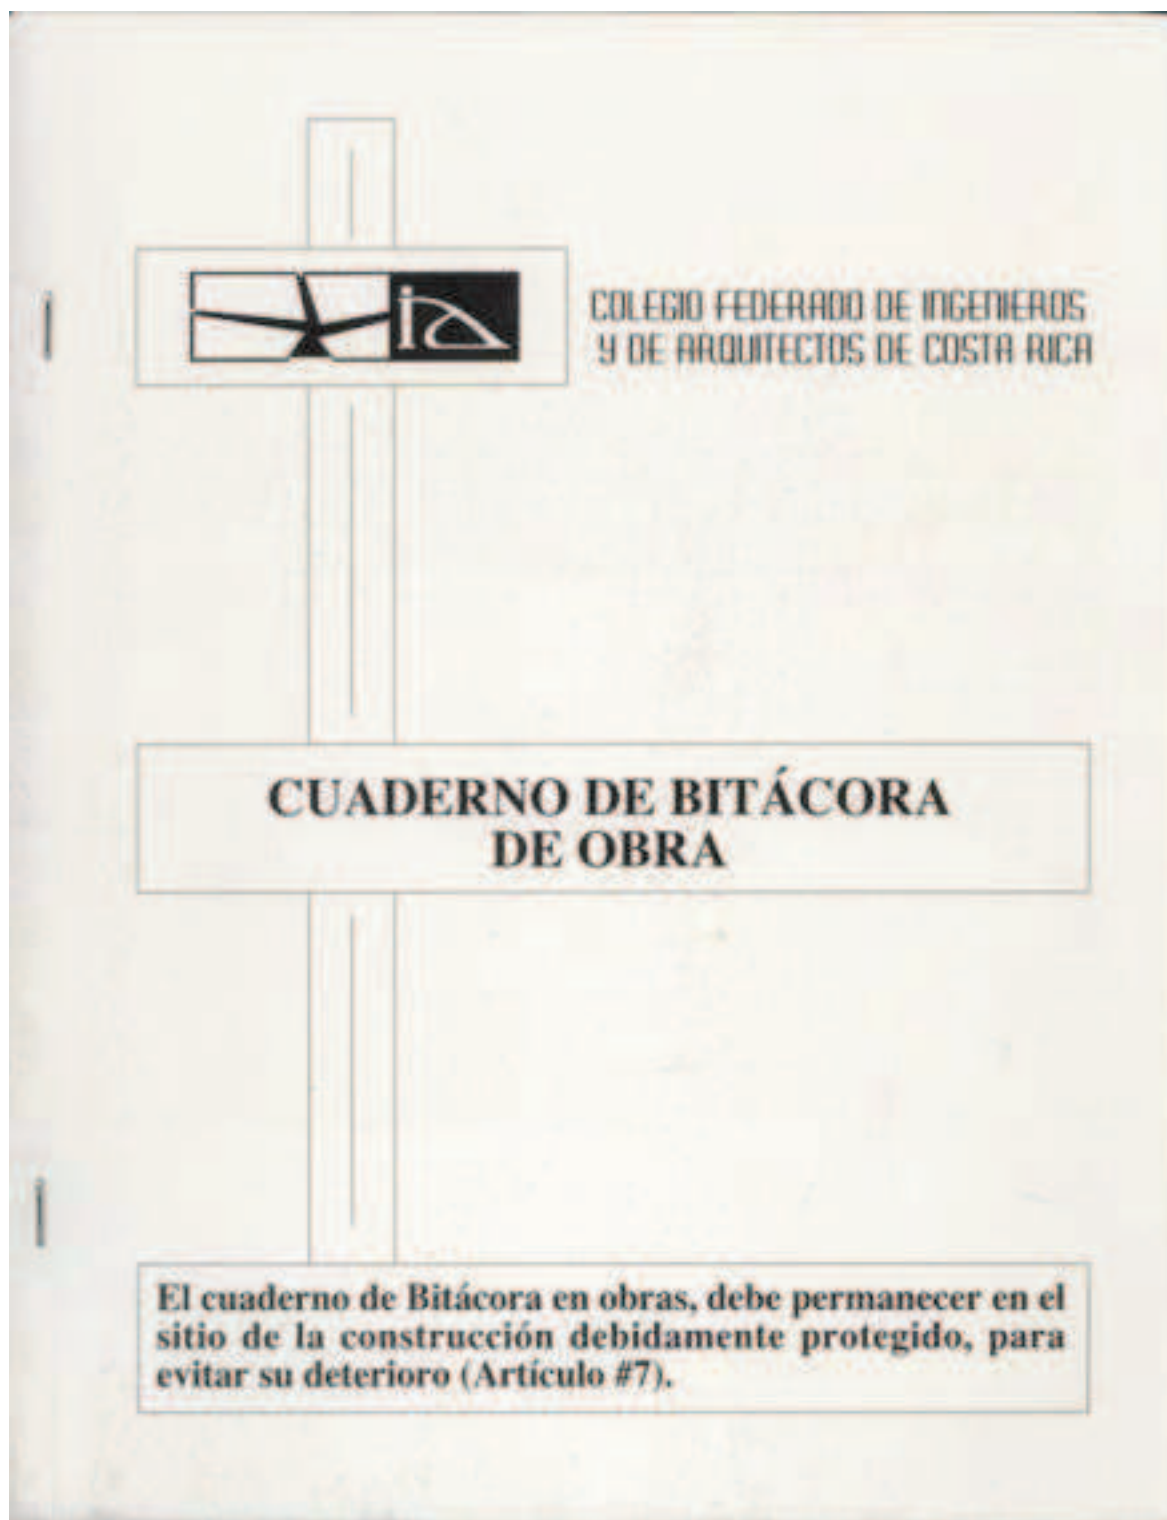 ia
COLEGIO FEDERADO DE INGENIEROS
Y DE ARQUITECTOS DE COSTA RICA
CUADERNO DE BITÁCORA
DE OBRA
El cuaderno de Bitácora en obras, debe permanecer en el
sitio de la construcción debidamente protegido, para
evitar su deterioro (Artículo #7).